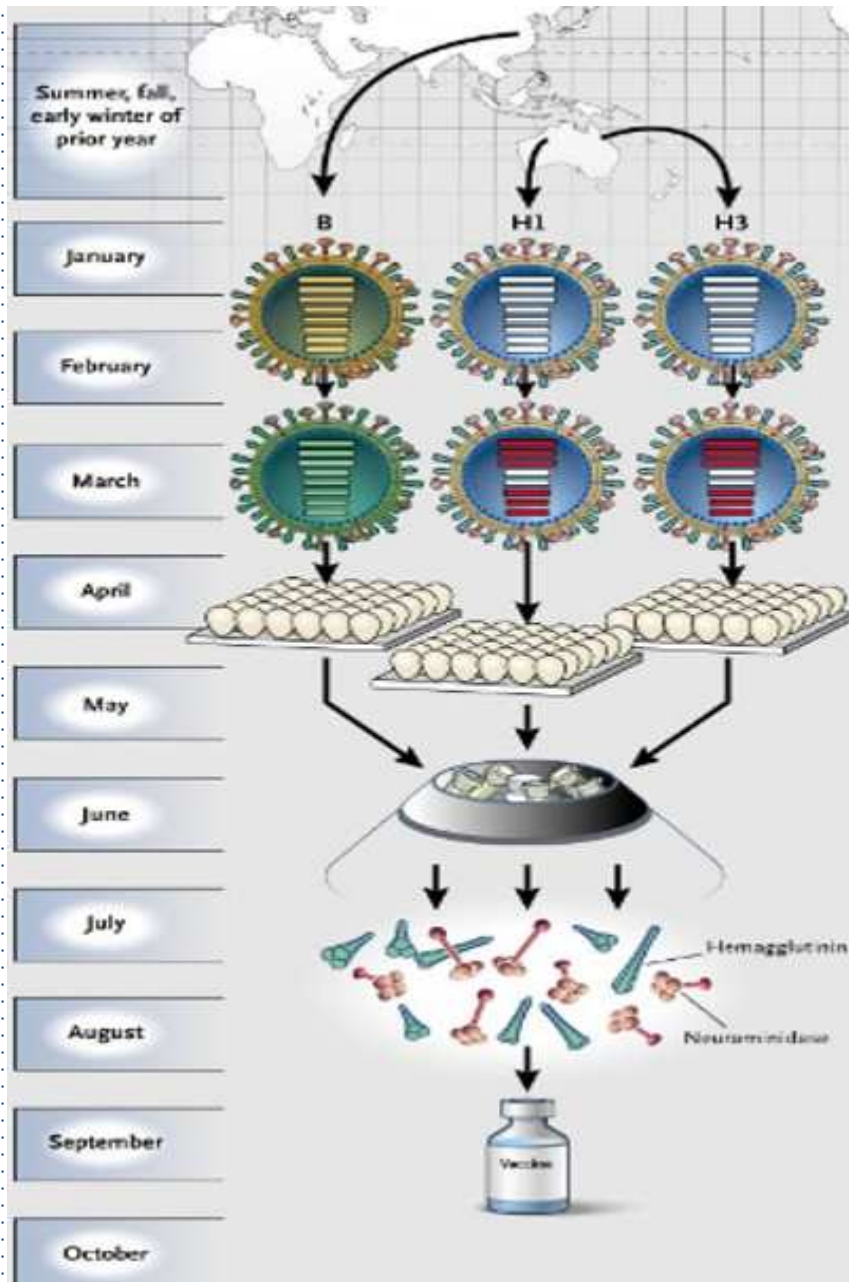 Summer, fall,
early winter of
prior year
B
H1
H3
January
February
March
April
May
June
July
Hemagglutinin
Neuraminidase
August
September
Vaccine
October